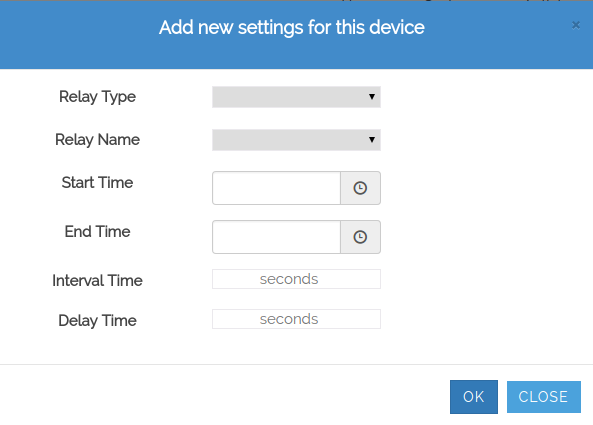 Add new settings for this device
×
Relay Type
Relay Name
Start Time
End Time
Interval Time seconds
Delay Time seconds
OK CLOSE